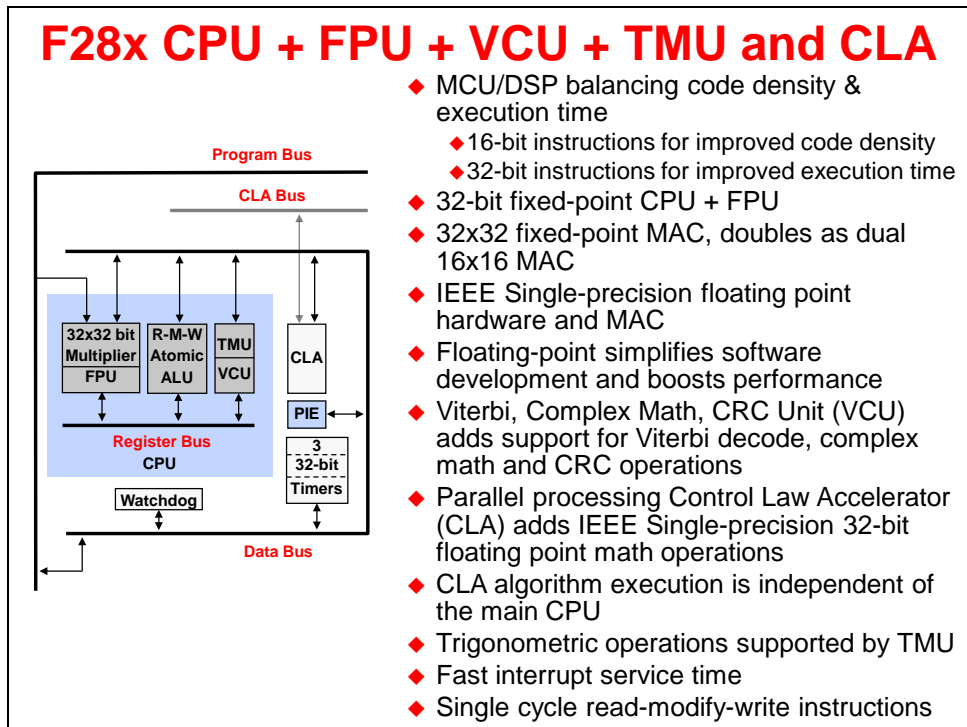 F28x CPU + FPU + VCU + TMU and CLA
Program Bus
CLA Bus
32x32 bit
Multiplier
FPU
R-M-W
Atomic
ALU
TMU
VCU
CLA
PIE
Register Bus
CPU
3
32-bit
Timers
Watchdog
Data Bus
◆ MCU/DSP balancing code density &
execution time
◆16-bit instructions for improved code density
◆32-bit instructions for improved execution time
◆ 32-bit fixed-point CPU + FPU
◆ 32x32 fixed-point MAC, doubles as dual
16x16 MAC
◆ IEEE Single-precision floating point
hardware and MAC
◆ Floating-point simplifies software
development and boosts performance
◆ Viterbi, Complex Math, CRC Unit (VCU)
adds support for Viterbi decode, complex
math and CRC operations
◆ Parallel processing Control Law Accelerator
(CLA) adds IEEE Single-precision 32-bit
floating point math operations
◆ CLA algorithm execution is independent of
the main CPU
◆ Trigonometric operations supported by TMU
◆ Fast interrupt service time
◆ Single cycle read-modify-write instructions